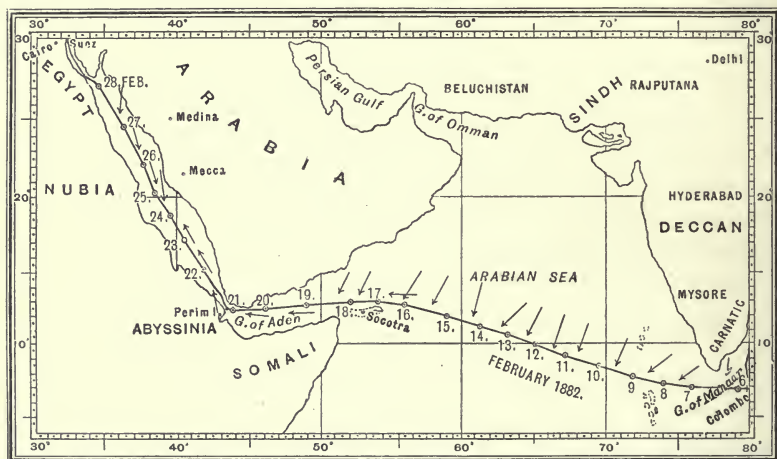 30° 40° 50° 60° 70° 80°
30
Cairo
Suez
Delhi
EGYPT
28 FEB.
ARABIA
Persian Gulf
BELUCHISTAN
SINDH
RAJPUTANA
G. of Omman
27.
Medina
26.
Mecca
NUBIA
25.
20
20
HYDERABAD
24.
DECCAN
23.
22.
ARABIAN SEA
MYSORE
CARNATIC
21.
20.
19.
18
17.
16.
Perim I
G. of Aden
Socotra
15.
14.
ABYSSINIA
13.
12.
SOMALI
11.
10.
9
8
7
6
10
10
FEBRUARY 1882.
G. of Manaar
Colombo
30° 40° 50° 60° 70° 80